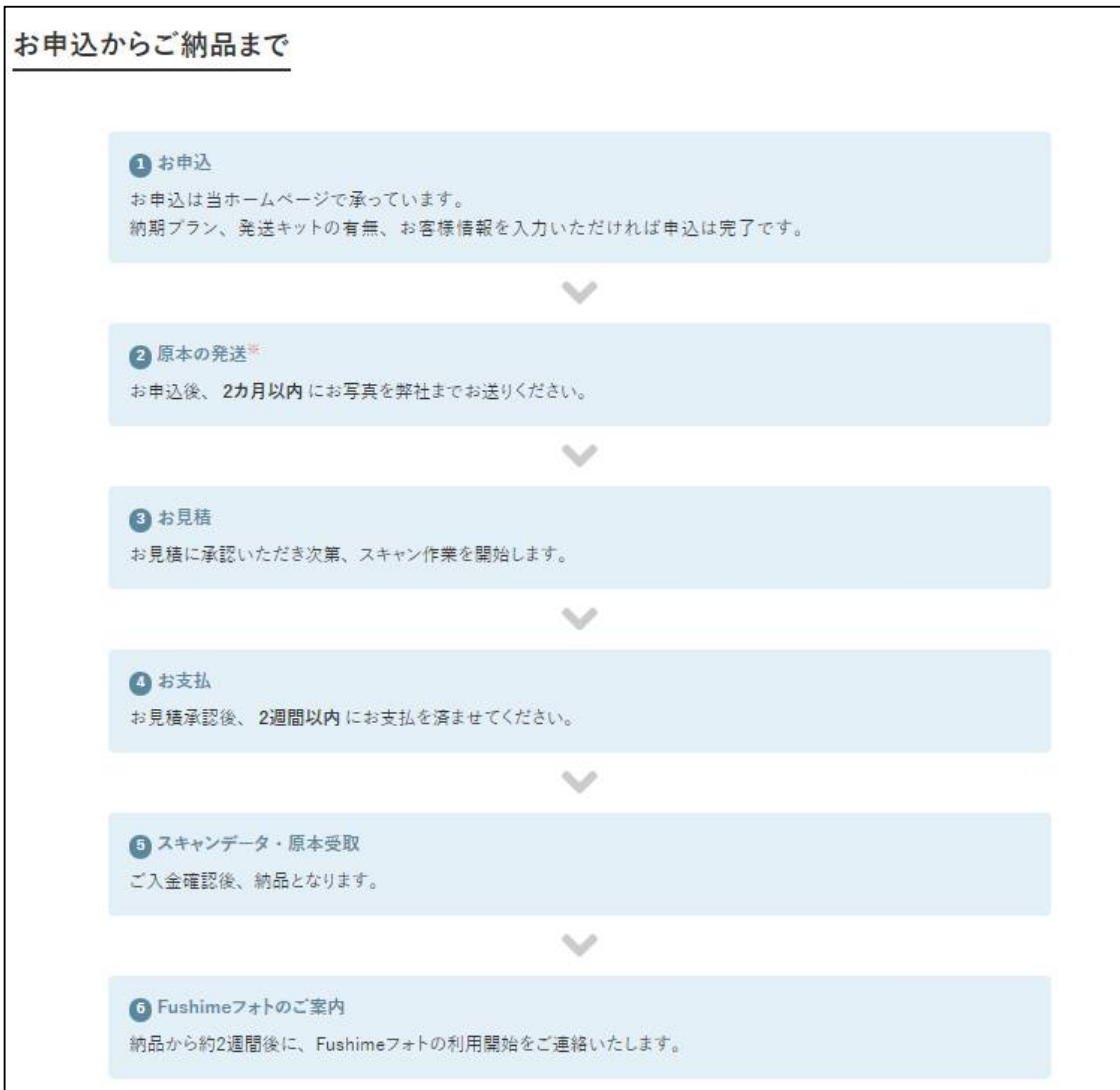 お申込からご納品まで
1 お申込
お申込は当ホームページで承っています。
納期プラン、発送キットの有無、お客様情報を入力いただければ申込は完了です。
2 原本の発送※
お申込後、2カ月以内にお写真を弊社までお送りください。
3 お見積
お見積に承認いただき次第、スキャン作業を開始します。
4 お支払
お見積承認後、2週間以内にお支払を済ませてください。
5 スキャンデータ・原本受取
ご入金確認後、納品となります。
6 Fushimeフォトのご案内
納品から約2週間後に、Fushimeフォトの利用開始をご連絡いたします。